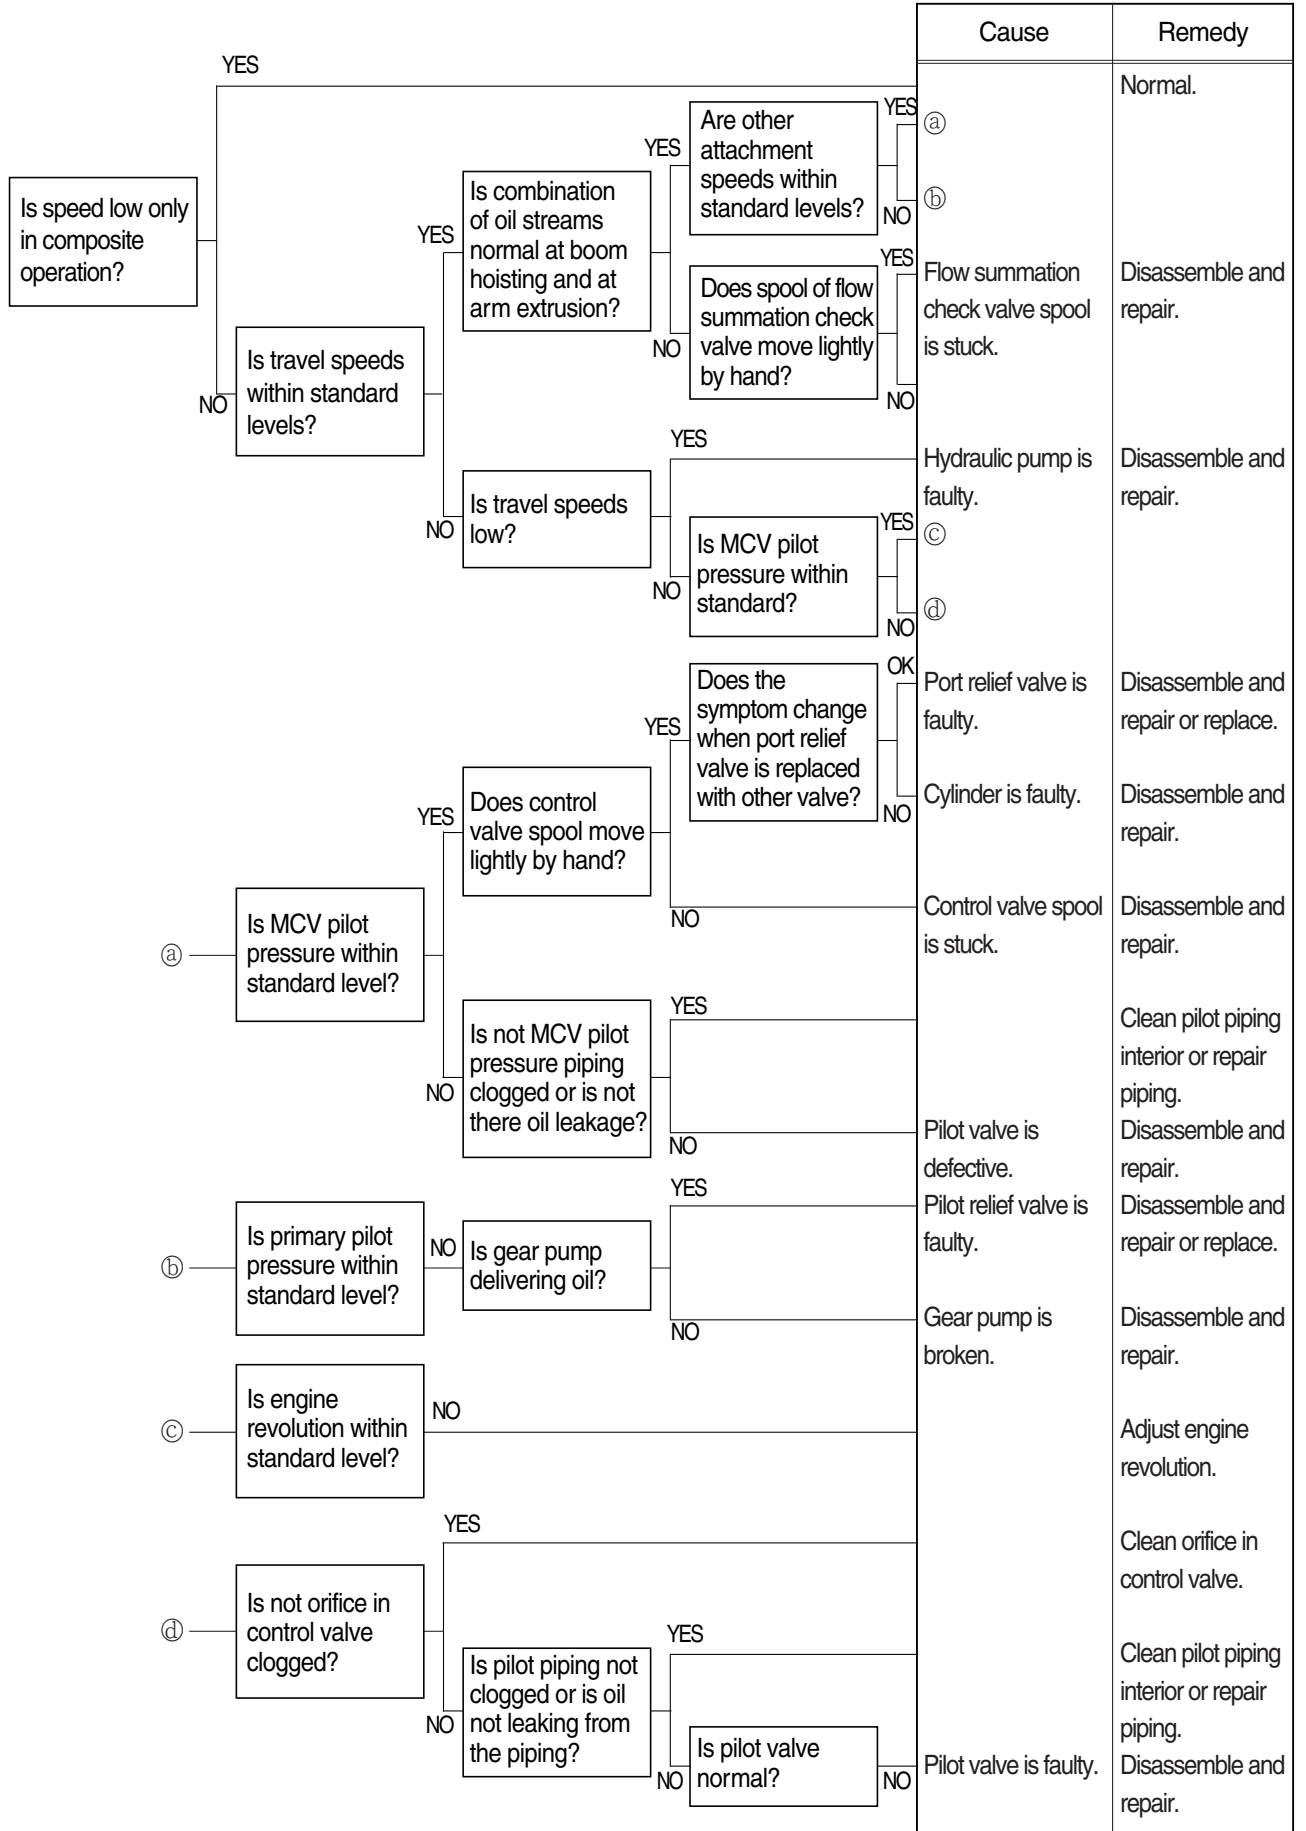 Cause
Remedy
YES
Normal.
Is speed low only
in composite
operation?
NO
Is travel speeds
within standard
levels?
YES
Is combination
of oil streams
normal at boom
hoisting and at
arm extrusion?
YES
Are other
attachment
speeds within
standard levels?
YES
ⓐ
NO
ⓑ
NO
Does spool of flow
summation check
valve move lightly
by hand?
YES
Flow summation
check valve spool
is stuck.
Disassemble and
repair.
NO
NO
Is travel speeds
low?
YES
Hydraulic pump is
faulty.
Disassemble and
repair.
NO
Is MCV pilot
pressure within
standard?
YES
ⓒ
NO
ⓓ
ⓐ
Is MCV pilot
pressure within
standard level?
YES
Does control
valve spool move
lightly by hand?
YES
Does the
symptom change
when port relief
valve is replaced
with other valve?
OK
Port relief valve is
faulty.
Disassemble and
repair or replace.
NO
Cylinder is faulty.
Disassemble and
repair.
NO
Control valve spool
is stuck.
Disassemble and
repair.
NO
Is not MCV pilot
pressure piping
clogged or is not
there oil leakage?
YES
Clean pilot piping
interior or repair
piping.
NO
Pilot valve is
defective.
Disassemble and
repair.
ⓑ
Is primary pilot
pressure within
standard level?
NO
Is gear pump
delivering oil?
YES
Pilot relief valve is
faulty.
Disassemble and
repair or replace.
NO
Gear pump is
broken.
Disassemble and
repair.
ⓒ
Is engine
revolution within
standard level?
NO
Adjust engine
revolution.
ⓓ
Is not orifice in
control valve
clogged?
YES
Clean orifice in
control valve.
NO
Is pilot piping not
clogged or is oil
not leaking from
the piping?
YES
Clean pilot piping
interior or repair
piping.
NO
Is pilot valve
normal?
NO
Pilot valve is faulty.
Disassemble and
repair.